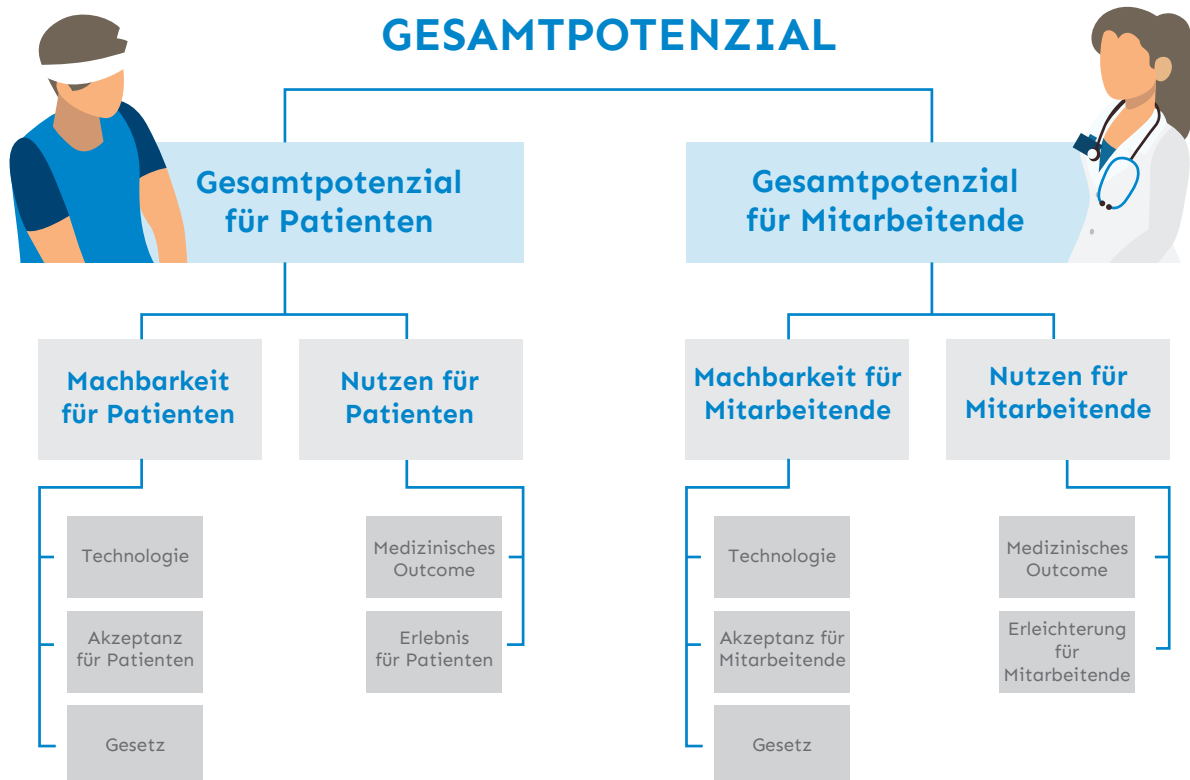 GESAMTPOTENZIAL
Gesamtpotenzial
für Patienten
Gesamtpotenzial
für Mitarbeitende
Machbarkeit
für Patienten
Nutzen für
Patienten
Machbarkeit für
Mitarbeitende
Nutzen für
Mitarbeitende
Technologie
Akzeptanz
für Patienten
Gesetz
Medizinisches
Outcome
Erlebnis
für Patienten
Technologie
Akzeptanz für
Mitarbeitende
Gesetz
Medizinisches
Outcome
Erleichterung
für
Mitarbeitende